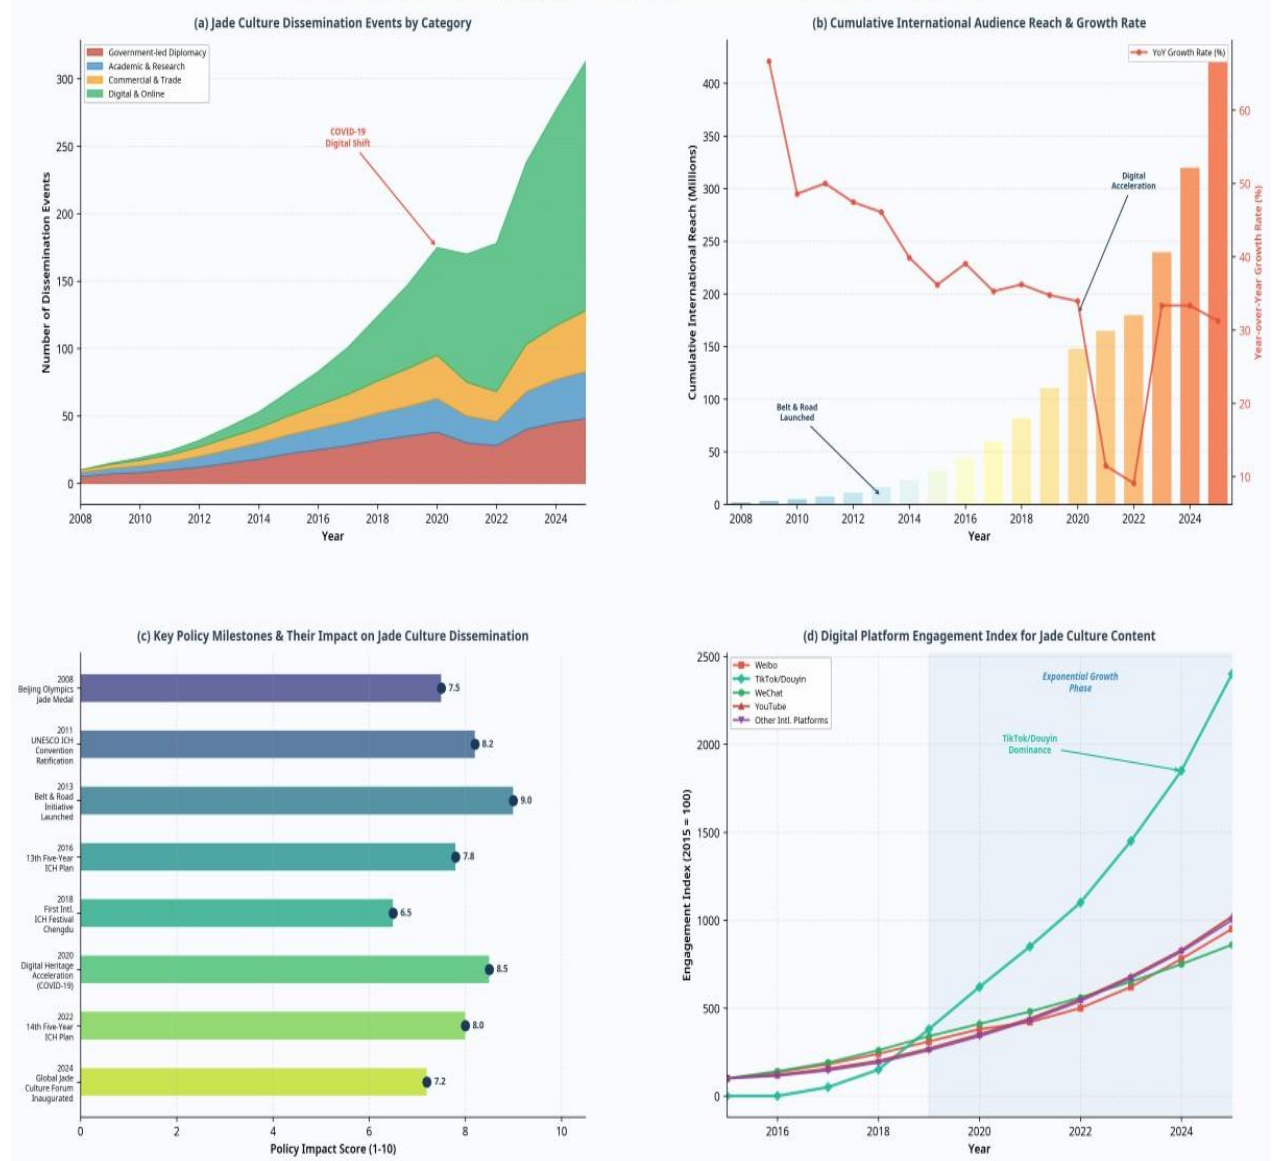 (a) Jade Culture Dissemination Events by Category
Government-led Diplomacy
Academic & Research
Commercial & Trade
Digital & Online
COVID-19
Digital Shift
Number of Dissemination Events
300
250
200
150
100
50
0
2008 2010 2012 2014 2016 2018 2020 2022 2024
Year
(b) Cumulative International Audience Reach & Growth Rate
YoY Growth Rate (%)
Digital
Acceleration
Belt & Road
Launched
Cumulative International Reach (Millions)
400
350
300
250
200
150
100
50
0
60
50
40
30
20
10
Year-over-Year Growth Rate (%)
2008 2010 2012 2014 2016 2018 2020 2022 2024
Year
(c) Key Policy Milestones & Their Impact on Jade Culture Dissemination
2008
Beijing Olympics
Jade Medal
7.5
2011
UNESCO ICH
Convention
Ratification
8.2
2013
Belt & Road
Initiative
Launched
9.0
2016
13th Five-Year
ICH Plan
7.8
2018
First Intl.
ICH Festival
Chengdu
6.5
2020
Digital Heritage
Acceleration
(COVID-19)
8.5
2022
14th Five-Year
ICH Plan
8.0
2024
Global Jade
Culture Forum
Inaugurated
7.2
0 2 4 6 8 10
Policy Impact Score (1-10)
(d) Digital Platform Engagement Index for Jade Culture Content
Weibo
TikTok/Douyin
WeChat
YouTube
Other Intl. Platforms
Exponential Growth
Phase
TikTok/Douyin
Dominance
Engagement Index (2015 = 100)
2500
2000
1500
1000
500
0
2016 2018 2020 2022 2024
Year